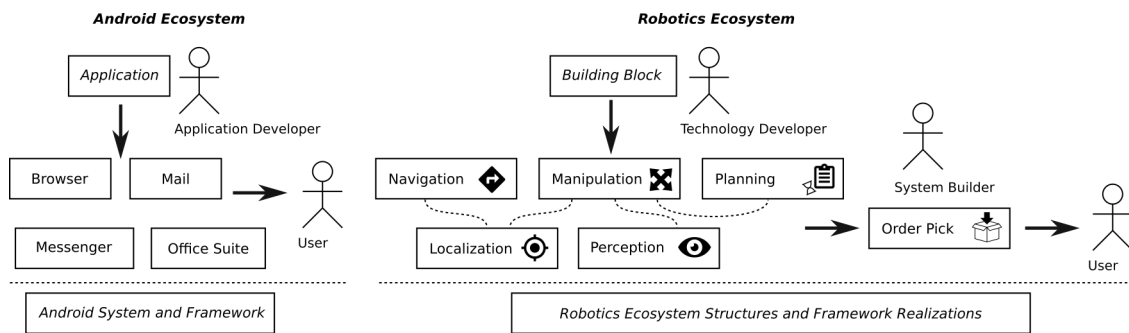 Android Ecosystem
Application
Application Developer
Browser
Mail
Messenger
Office Suite
User
Android System and Framework
Robotics Ecosystem
Building Block
Technology Developer
Navigation
Manipulation
Planning
Localization
Perception
System Builder
Order Pick
User
Robotics Ecosystem Structures and Framework Realizations